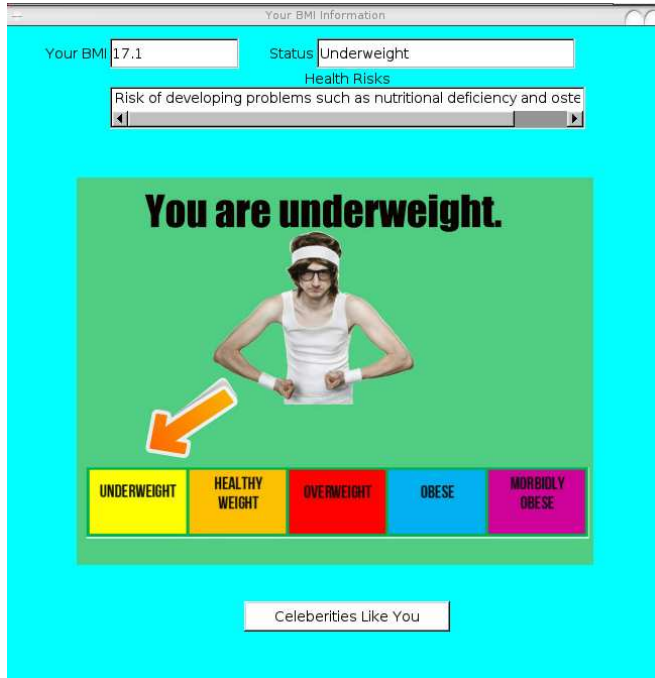 Your BMI Information
Your BMI 17.1 Status Underweight
Health Risks
Risk of developing problems such as nutritional deficiency and oste
You are underweight.
UNDERWEIGHT HEALTHY WEIGHT OVERWEIGHT OBESE MORBIDLY OBESE
Celeberities Like You